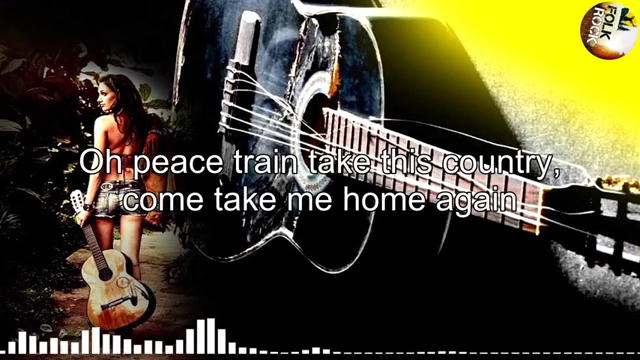 FOLK
ROCK
Oh peace train take this country,
come take me home again